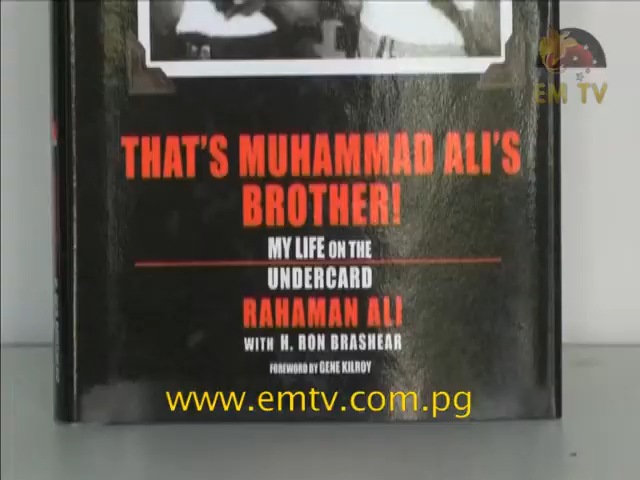 EM TV
THAT'S MUHAMMAD ALI'S
BROTHER!
MY LIFE ON THE
UNDERCARD
RAHAMAN ALI
WITH H. RON BRASHEAR
FOREWORD BY GENE KILROY
www.emtv.com.pg